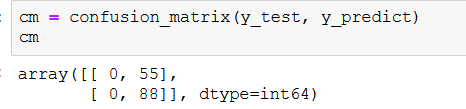 cm = confusion_matrix(y_test, y_predict)
cm
array([[ 0, 55],
       [ 0, 88]], dtype=int64)